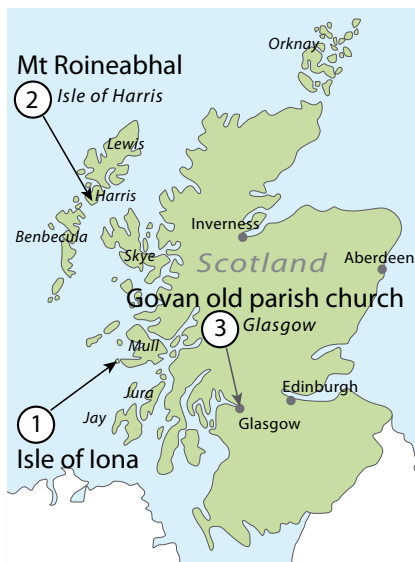 Orknay
Mt Roineabhal
2
Isle of Harris
Lewis
Harris
Benbecula
Inverness
Skye
Scotland
Aberdeen
Govan old parish church
3
Glasgow
Mull
1
Jura
Jay
Edinburgh
Glasgow
Isle of Iona